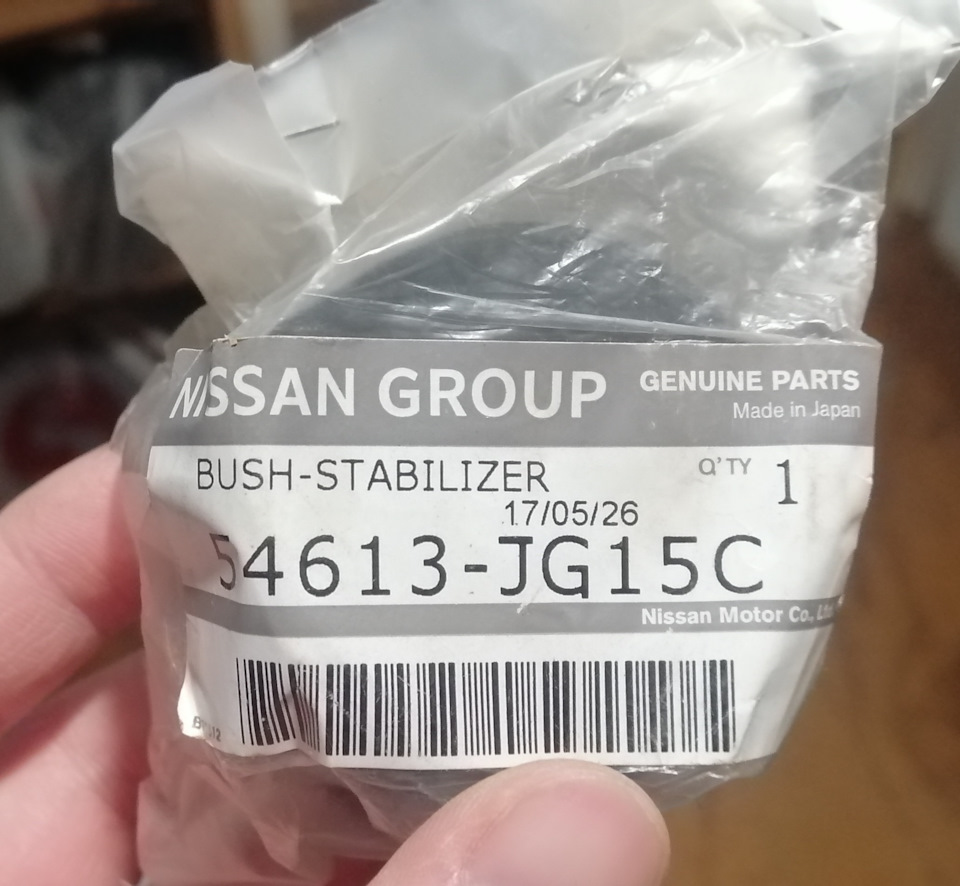 NISSAN GROUP
GENUINE PARTS
Made in Japan
BUSH-STABILIZER
Q'TY 1
17/05/26
54613-JG15C
Nissan Motor Co., Ltd